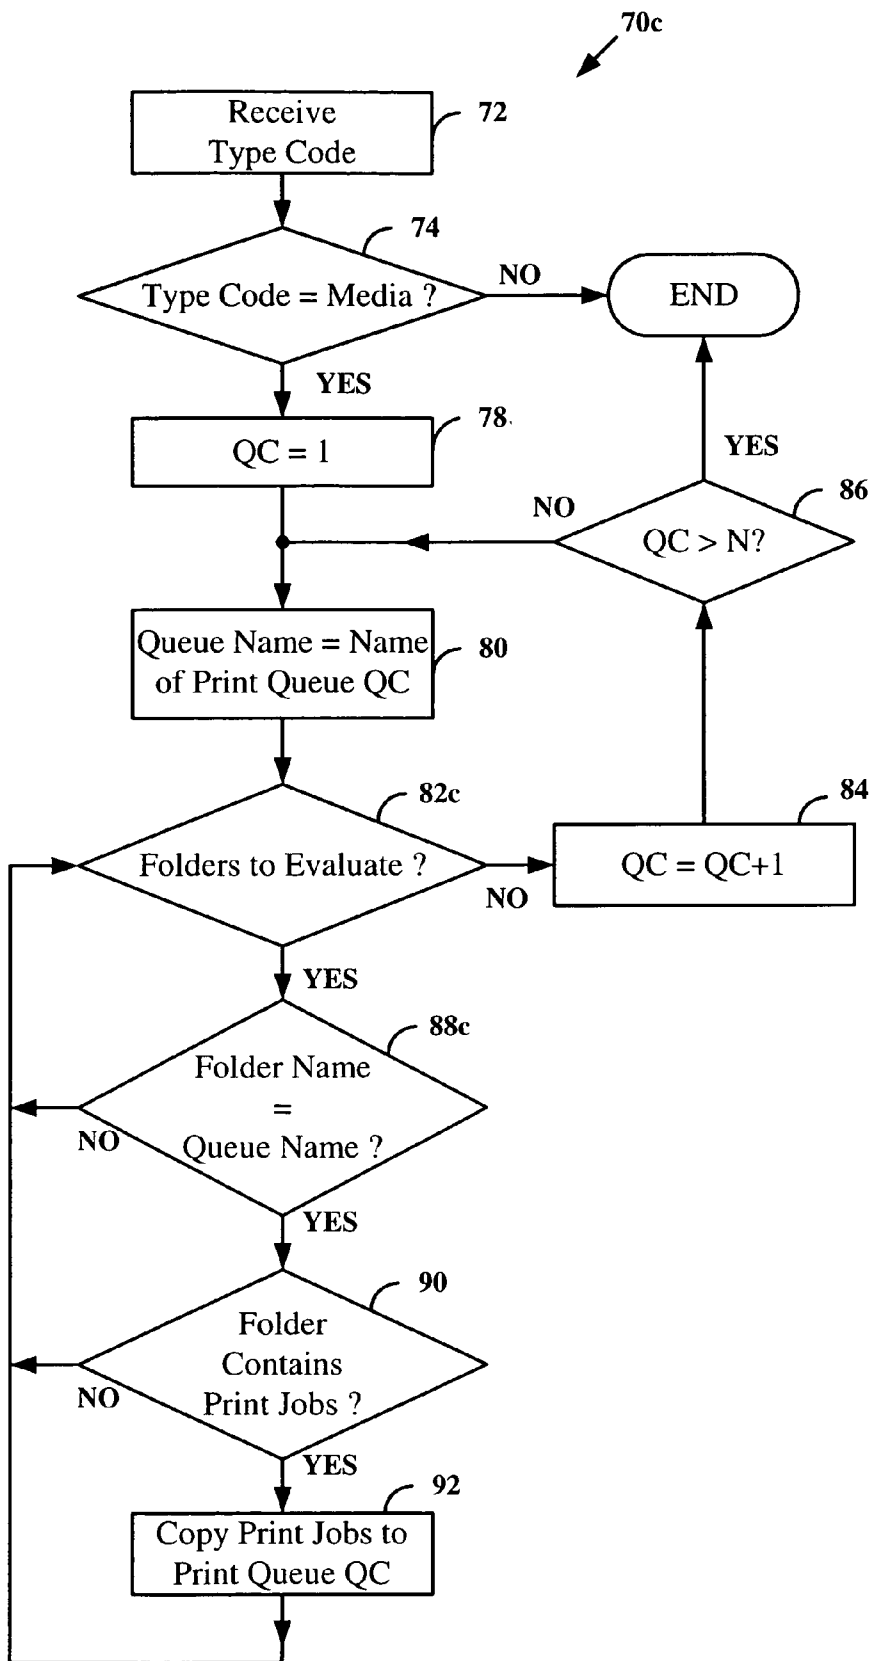 70c
Receive
Type Code
72
74
Type Code = Media ?
NO
END
YES
QC = 1
78
YES
NO
86
QC > N?
Queue Name = Name
of Print Queue QC
80
82c
84
Folders to Evaluate ?
NO
QC = QC+1
YES
88c
Folder Name
=
Queue Name ?
NO
YES
90
Folder
Contains
Print Jobs ?
NO
YES
92
Copy Print Jobs to
Print Queue QC